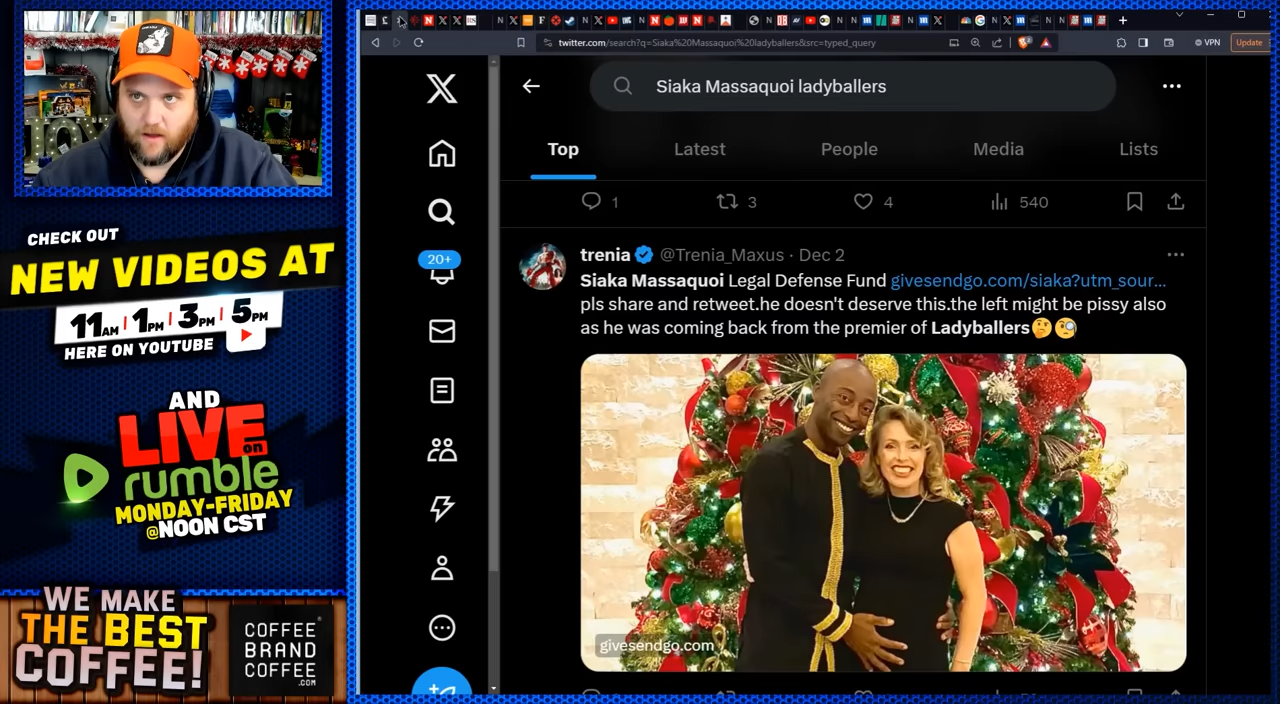 CHECK OUT
NEW VIDEOS AT
11AM | 1PM | 3PM | 5PM
HERE ON YOUTUBE
AND
LIVE on
rumble
MONDAY-FRIDAY
@NOON CST
WE MAKE
THE BEST
COFFEE!
COFFEE
BRAND
COFFEE
.COM
twitter.com/search?q=Siaka%20Massaquoi%20ladyballers&src=typed_query
VPN
Update
Siaka Massaquoi ladyballers
Top
Latest
People
Media
Lists
1
3
4
540
20+
trenia @Trenia_Maxus · Dec 2
Siaka Massaquoi Legal Defense Fund givesendgo.com/siaka?utm_sour...
pls share and retweet.he doesn't deserve this.the left might be pissy also
as he was coming back from the premier of Ladyballers🤔🧐
givesendgo.com